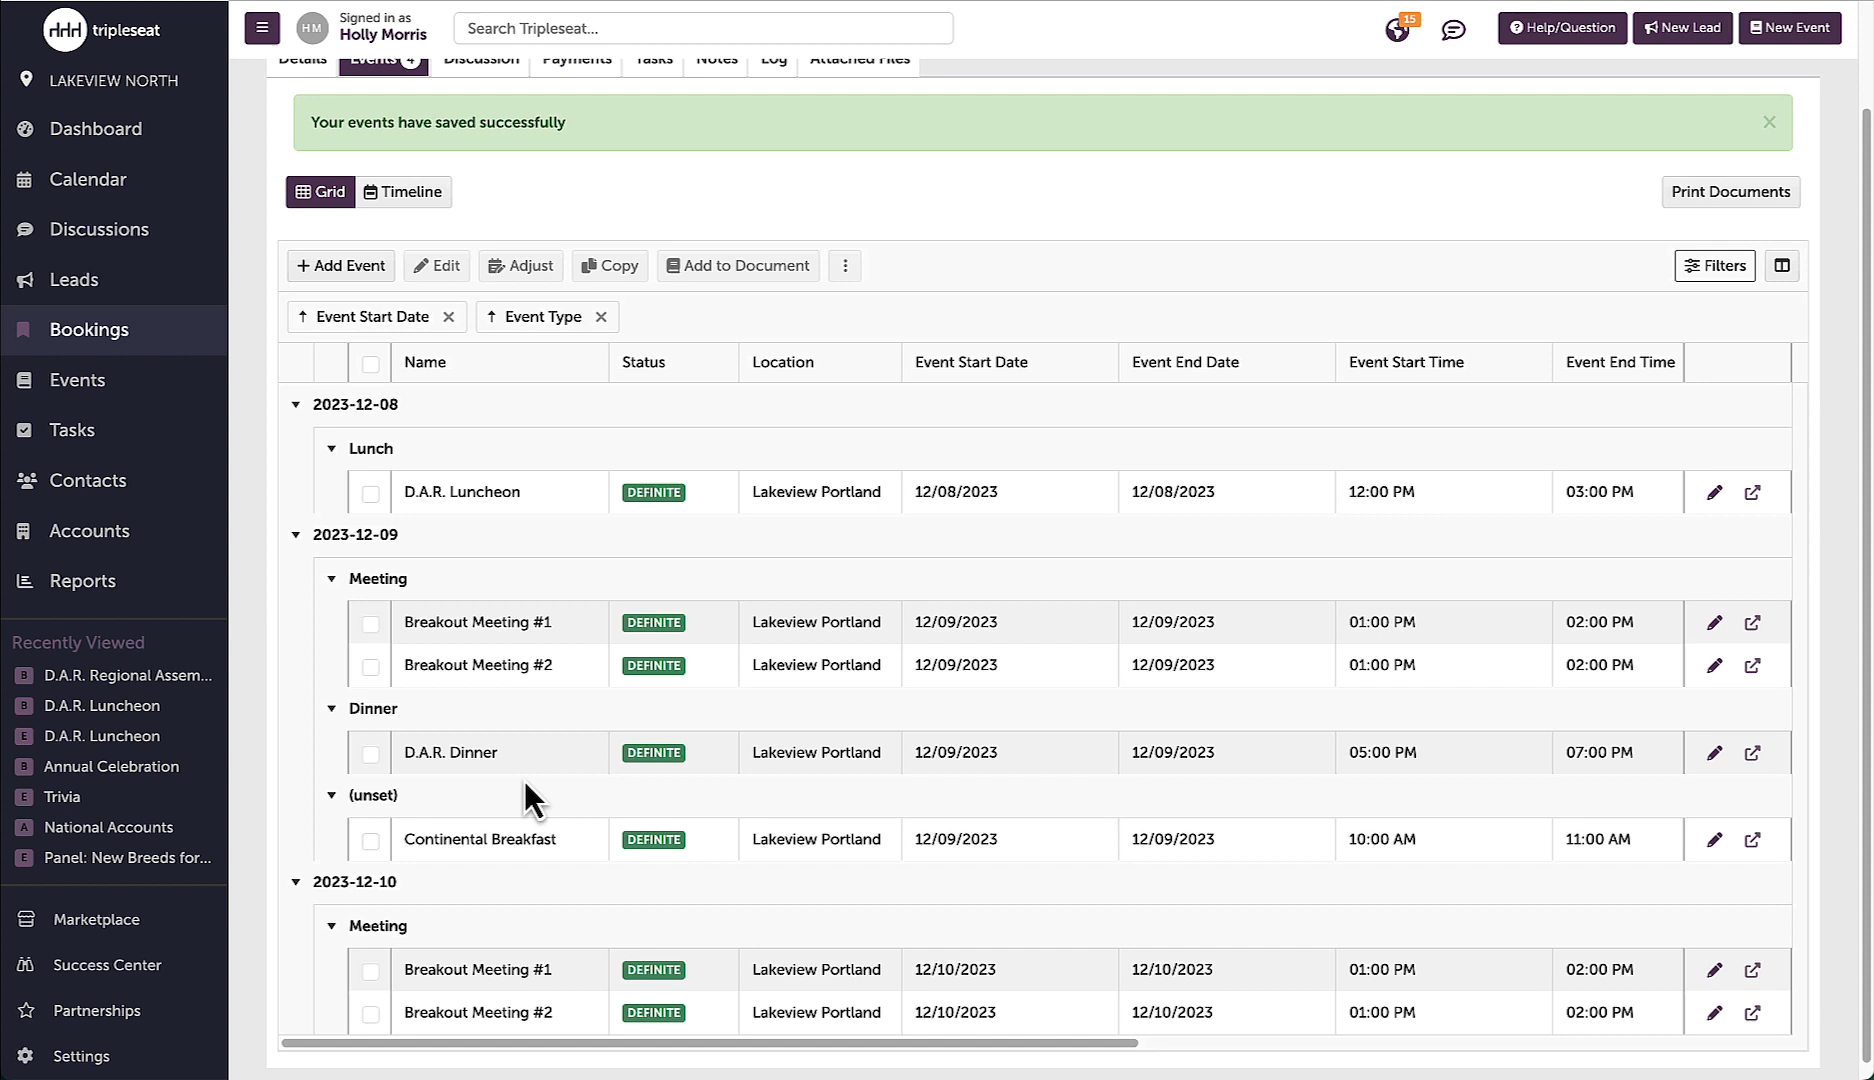 tripleseat
LAKEVIEW NORTH
Dashboard
Calendar
Discussions
Leads
Bookings
Events
Tasks
Contacts
Accounts
Reports
Recently Viewed
B D.A.R. Regional Assem...
B D.A.R. Luncheon
E D.A.R. Luncheon
B Annual Celebration
E Trivia
A National Accounts
E Panel: New Breeds for...
Marketplace
Success Center
Partnerships
Settings
HM
Signed in as
Holly Morris
Search Tripleseat...
15
Help/Question
New Lead
New Event
Details Events 4 Discussion Payments Tasks Notes Log Attached Files
Your events have saved successfully
Grid Timeline Print Documents
+ Add Event Edit Adjust Copy Add to Document Filters
↑ Event Start Date × ↑ Event Type ×
Name Status Location Event Start Date Event End Date Event Start Time Event End Time
2023-12-08
Lunch
D.A.R. Luncheon DEFINITE Lakeview Portland 12/08/2023 12/08/2023 12:00 PM 03:00 PM
2023-12-09
Meeting
Breakout Meeting #1 DEFINITE Lakeview Portland 12/09/2023 12/09/2023 01:00 PM 02:00 PM
Breakout Meeting #2 DEFINITE Lakeview Portland 12/09/2023 12/09/2023 01:00 PM 02:00 PM
Dinner
D.A.R. Dinner DEFINITE Lakeview Portland 12/09/2023 12/09/2023 05:00 PM 07:00 PM
(unset)
Continental Breakfast DEFINITE Lakeview Portland 12/09/2023 12/09/2023 10:00 AM 11:00 AM
2023-12-10
Meeting
Breakout Meeting #1 DEFINITE Lakeview Portland 12/10/2023 12/10/2023 01:00 PM 02:00 PM
Breakout Meeting #2 DEFINITE Lakeview Portland 12/10/2023 12/10/2023 01:00 PM 02:00 PM